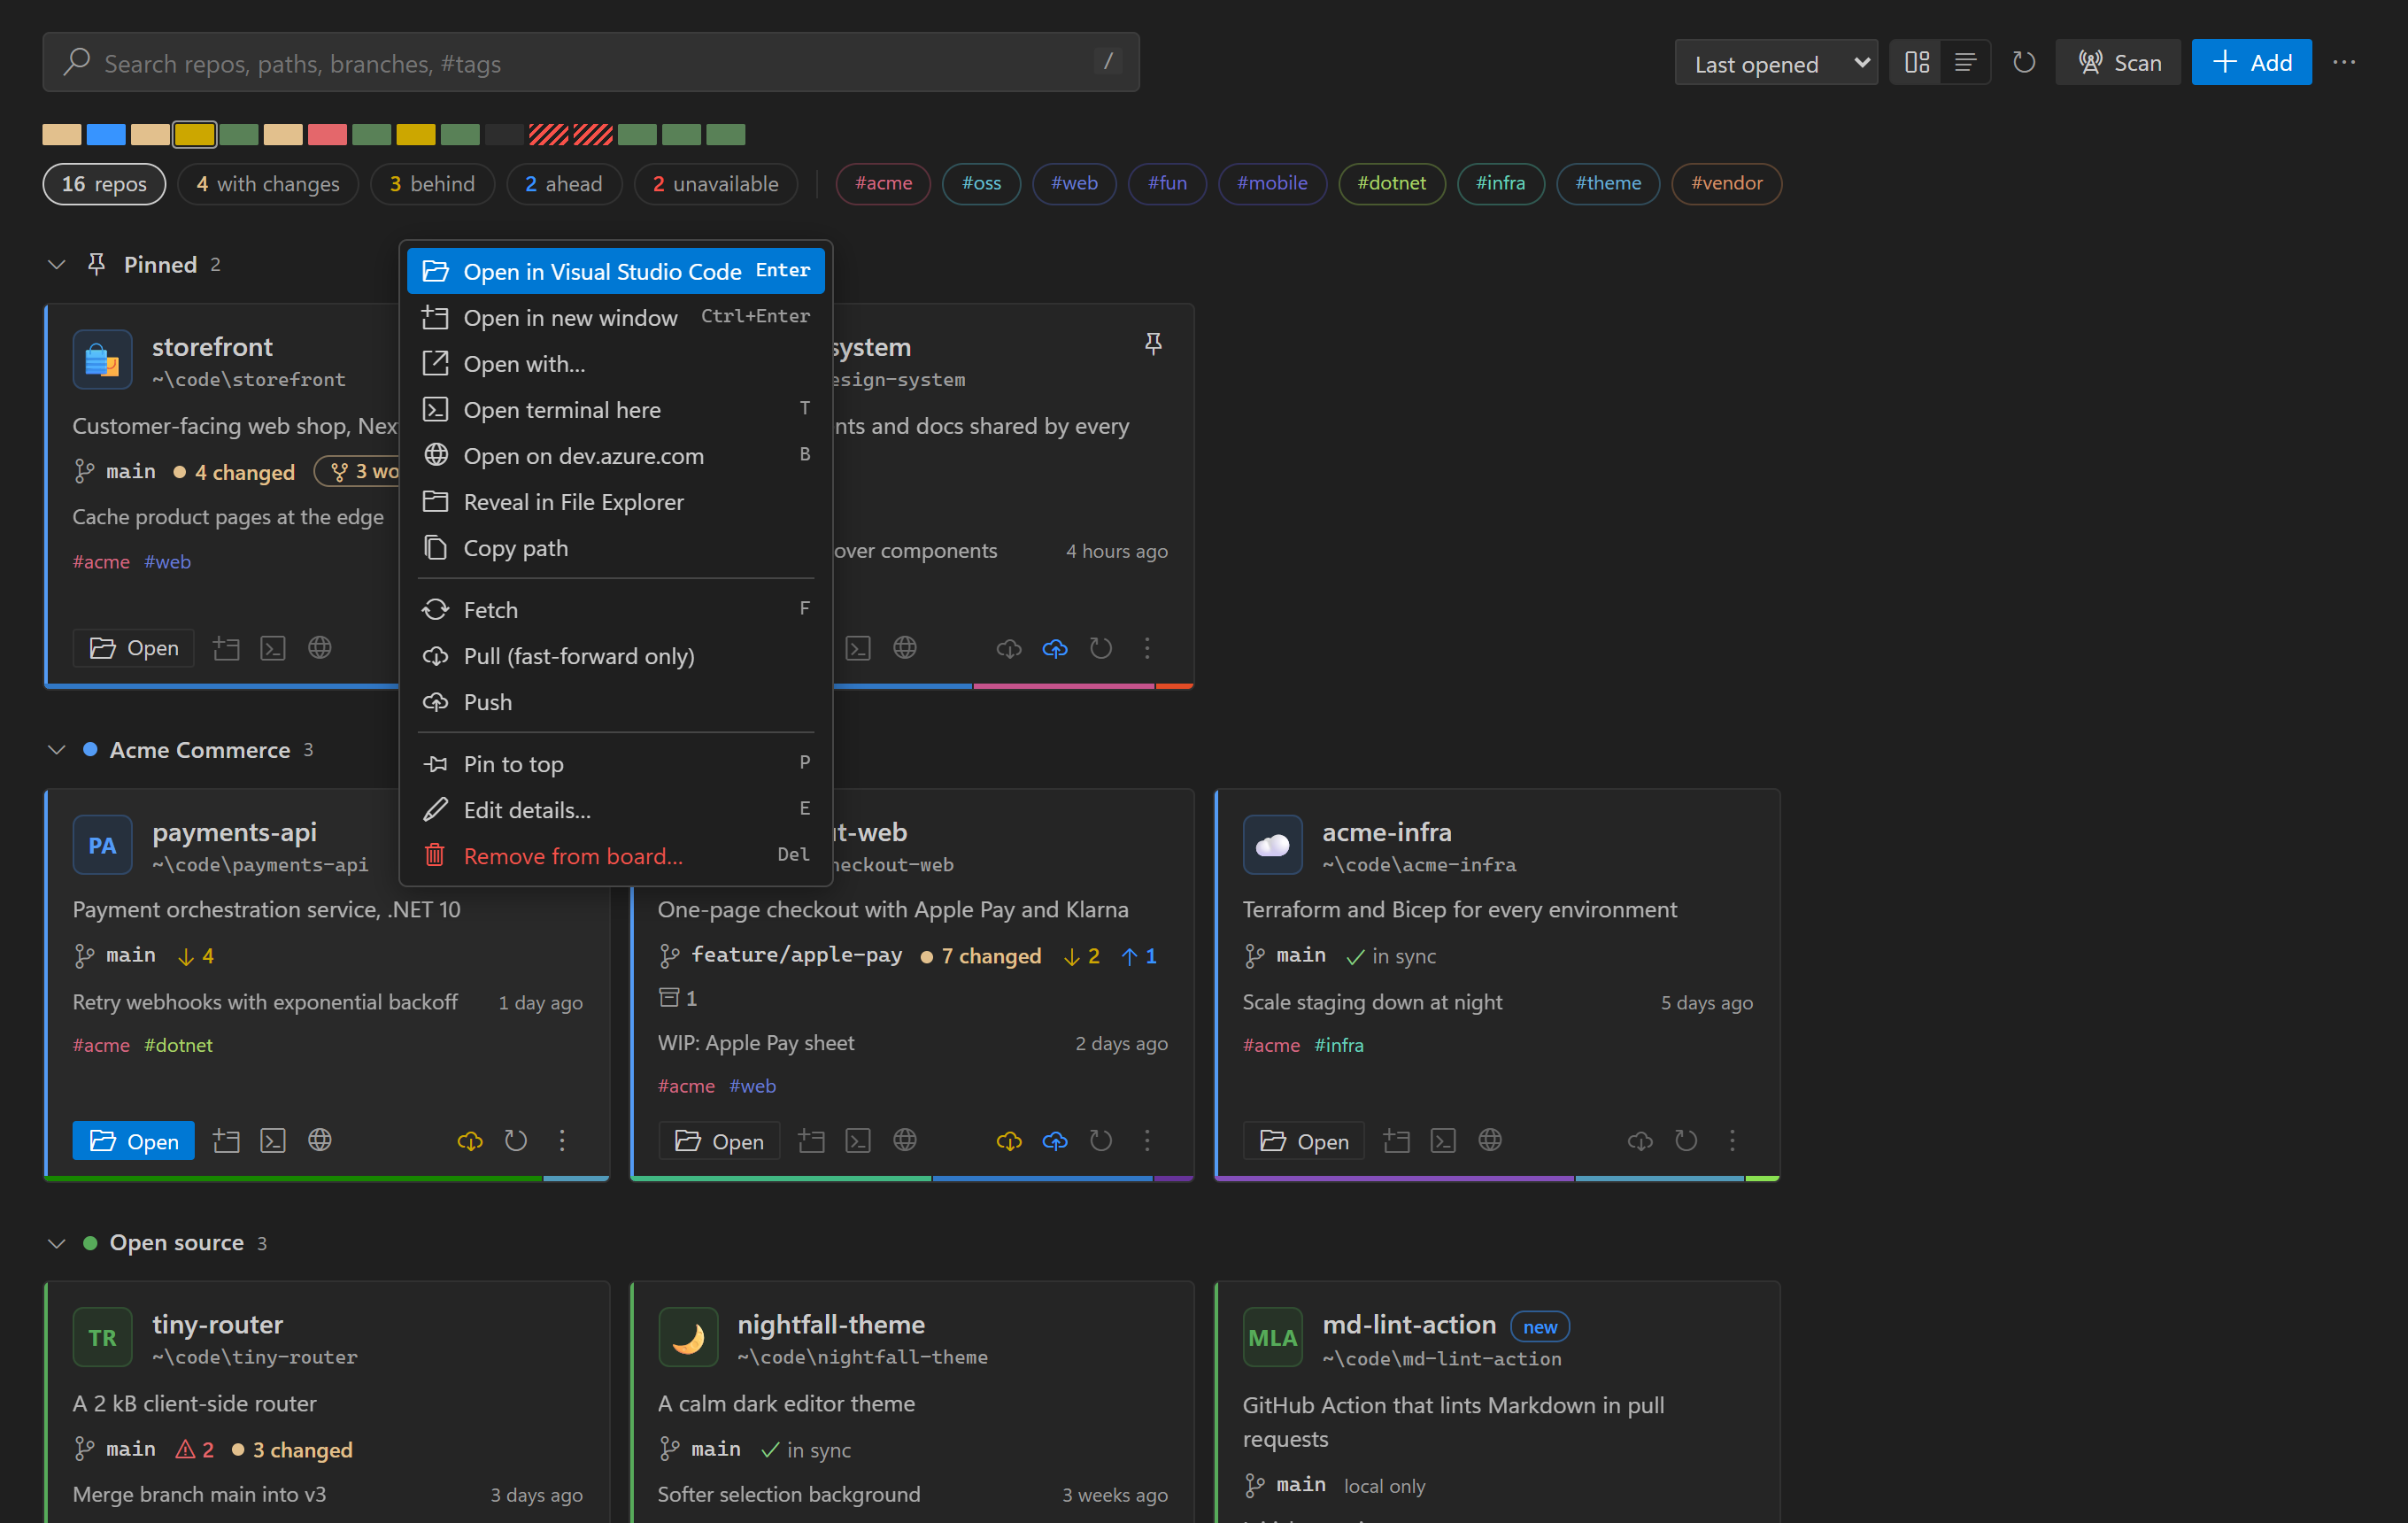 Search repos, paths, branches, #tags /
Last opened
Scan
Add
16 repos
4 with changes
3 behind
2 ahead
2 unavailable
#acme
#oss
#web
#fun
#mobile
#dotnet
#infra
#theme
#vendor
Pinned 2
storefront
~\code\storefront
Customer-facing web shop,
main 4 changed 3
Cache product pages at the edge
#acme #web
Open
Open in Visual Studio Code Enter
Open in new window Ctrl+Enter
Open with...
Open terminal here T
Open on dev.azure.com B
Reveal in File Explorer
Copy path
Fetch F
Pull (fast-forward only)
Push
Pin to top P
Edit details... E
Remove from board... Del
system
esign-system
nts and docs shared by every
over components 4 hours ago
Acme Commerce 3
PA
payments-api
~\code\payments-api
Payment orchestration service, .NET 10
main 4
Retry webhooks with exponential backoff 1 day ago
#acme #dotnet
Open
t-web
heckout-web
One-page checkout with Apple Pay and Klarna
feature/apple-pay 7 changed 2 1
1
WIP: Apple Pay sheet 2 days ago
#acme #web
Open
acme-infra
~\code\acme-infra
Terraform and Bicep for every environment
main in sync
Scale staging down at night 5 days ago
#acme #infra
Open
Open source 3
TR
tiny-router
~\code\tiny-router
A 2 kB client-side router
main 2 3 changed
Merge branch main into v3 3 days ago
nightfall-theme
~\code\nightfall-theme
A calm dark editor theme
main in sync
Softer selection background 3 weeks ago
MLA
md-lint-action new
~\code\md-lint-action
GitHub Action that lints Markdown in pull
requests
main local only